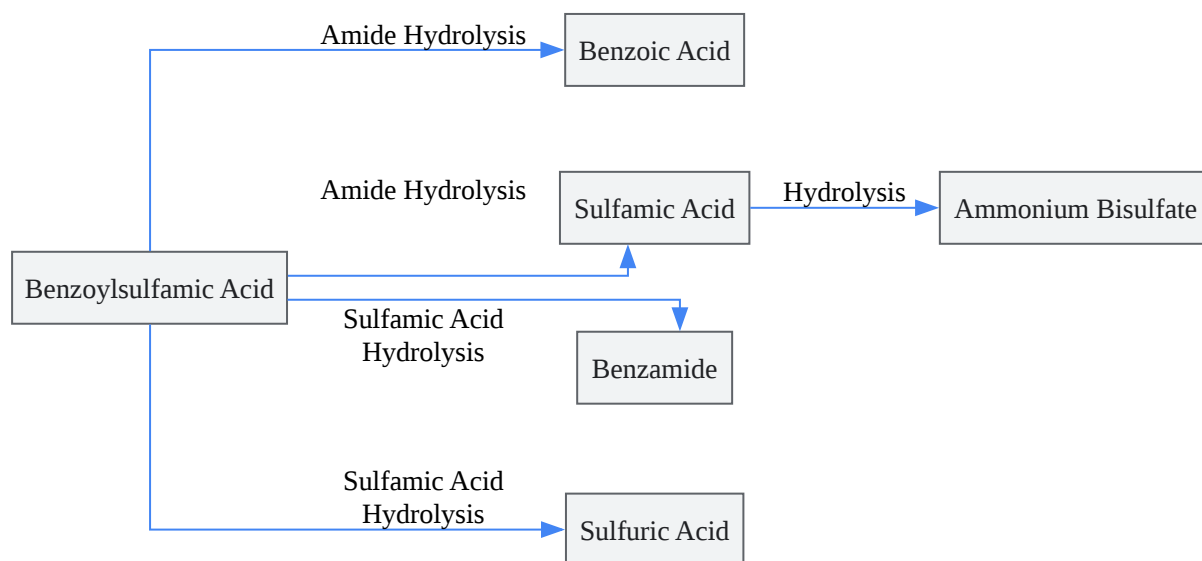 Amide Hydrolysis
Benzoic Acid
Amide Hydrolysis
Sulfamic Acid
Hydrolysis
Ammonium Bisulfate
Benzoylsulfamic Acid
Sulfamic Acid
Hydrolysis
Benzamide
Sulfamic Acid
Hydrolysis
Sulfuric Acid